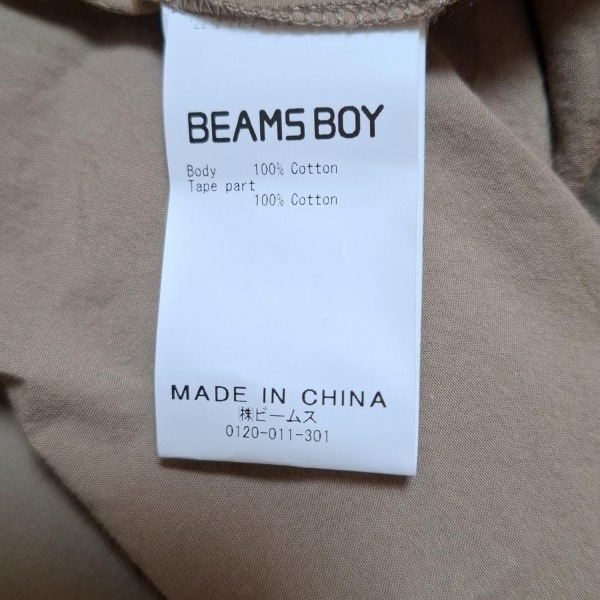 BEAMS BOY
Body 100% Cotton
Tape part
100% Cotton
MADE IN CHINA
㈱ビームス
0120-011-301